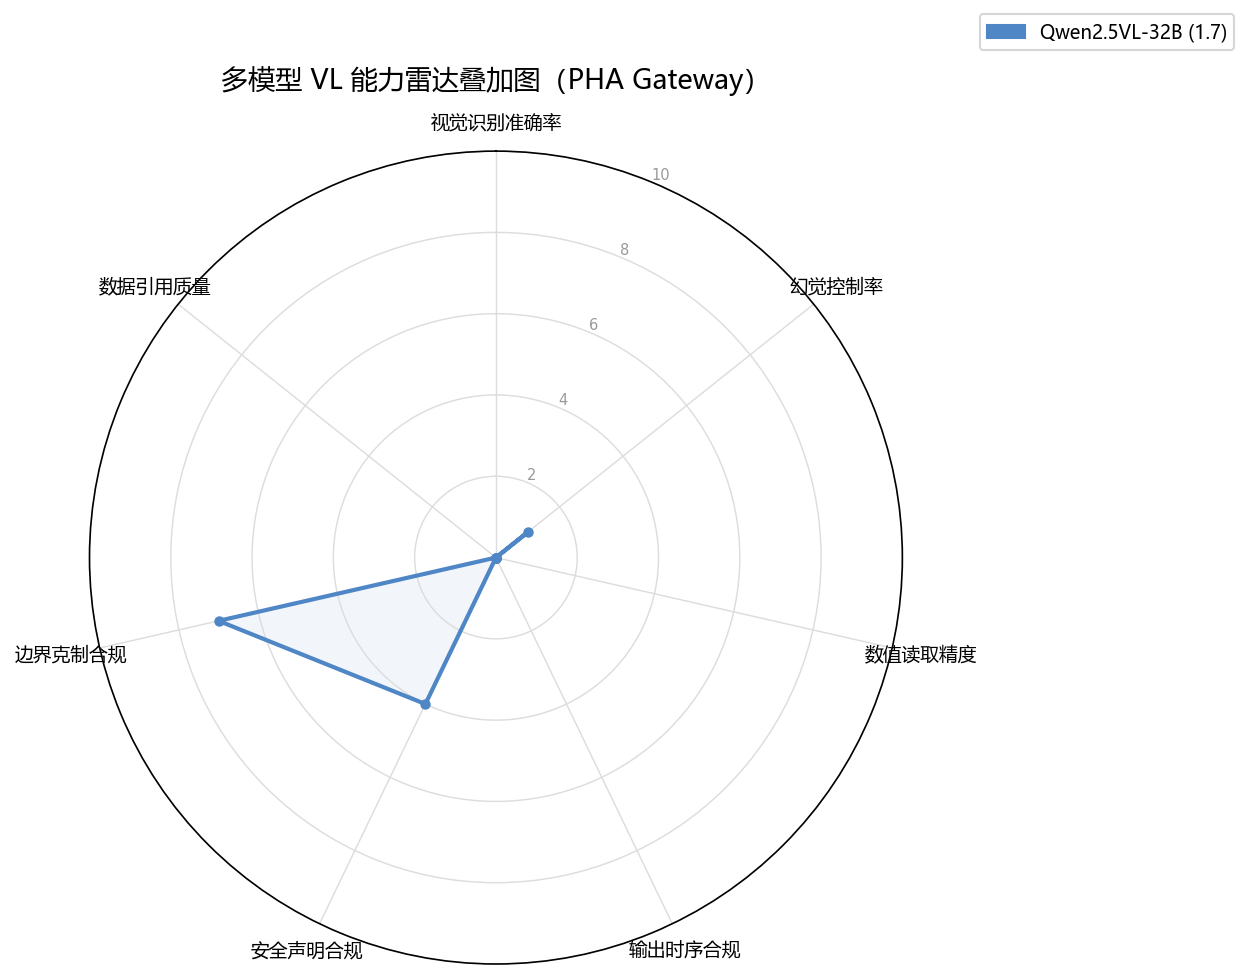 Qwen2.5VL-32B (1.7)
多模型 VL 能力雷达叠加图（PHA Gateway）
视觉识别准确率
10
8
数据引用质量
幻觉控制率
6
4
2
边界克制合规
数值读取精度
安全声明合规
输出时序合规